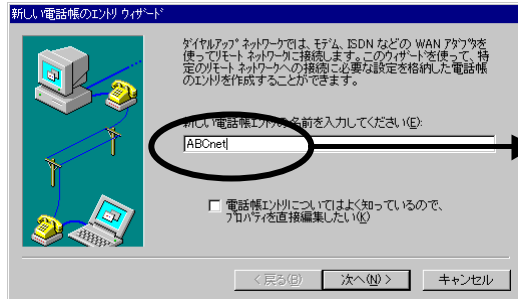 新しい電話帳のエントリ ウィザード
ダイヤルアップ ネットワークでは、モデム、ISDN などの WAN アダプタを
使ってリモート ネットワークに接続します。このウィザードを使って、特
定のリモート ネットワークへの接続に必要な設定を格納した電話帳
のエントリを作成することができます。
新しい電話帳エントリの名前を入力してください(E):
ABCnet
電話帳エントリについてはよく知っているので、
プロパティを直接編集したい(K)
< 戻る(B)
次へ(N) >
キャンセル